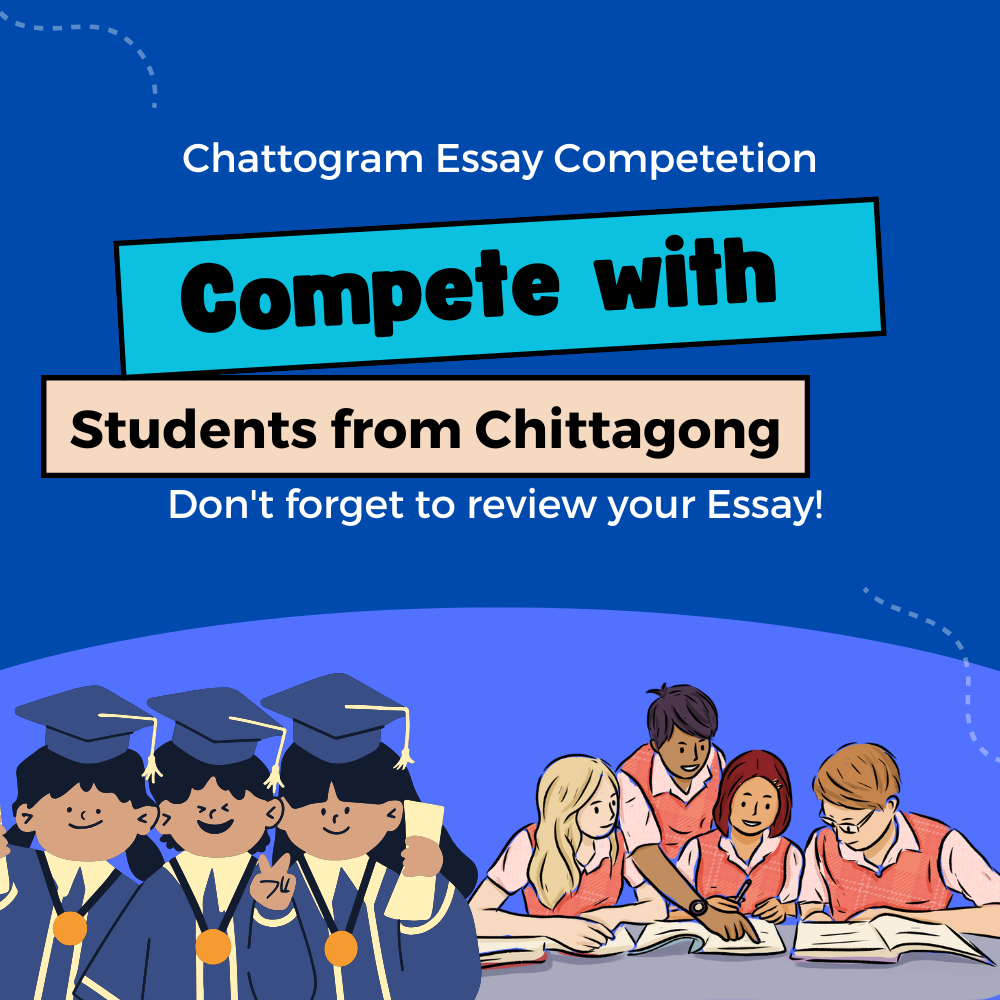 Chattogram Essay Competetion
Compete with
Students from Chittagong
Don't forget to review your Essay!